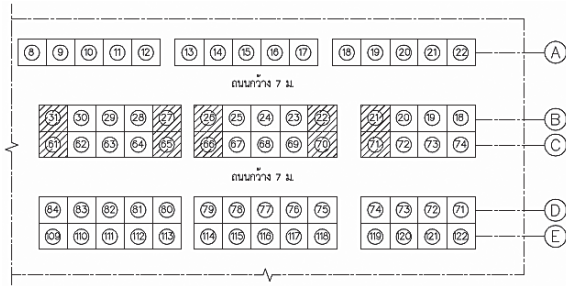 8 9 10 11 12 13 14 15 16 17 18 19 20 21 22 A
ถนนกว้าง 7 ม.
31 30 29 28 27 26 25 24 23 22 21 20 19 18 B
61 62 63 64 65 66 67 68 69 70 71 72 73 74 C
ถนนกว้าง 7 ม.
84 83 82 81 80 79 78 77 76 75 74 73 72 71 D
109 110 111 112 113 114 115 116 117 118 119 120 121 122 E